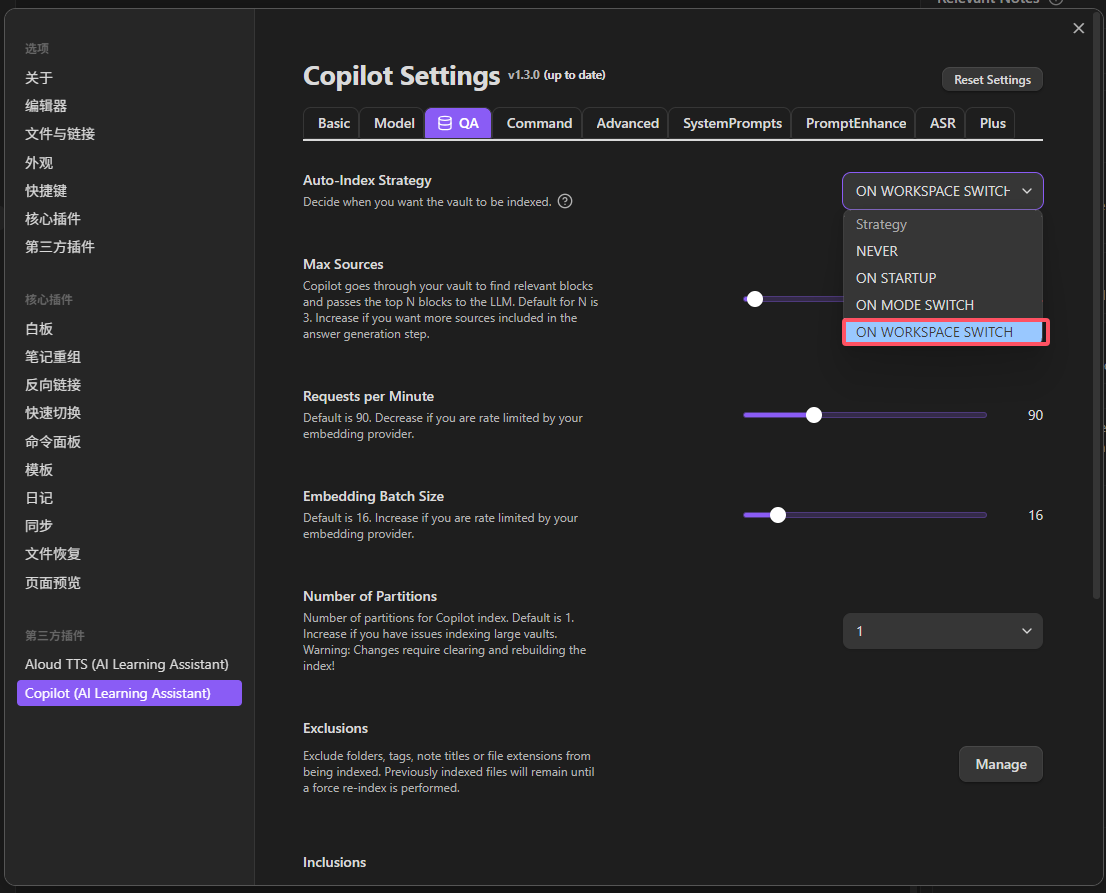 Relevant Notes
选项
关于
编辑器
文件与链接
外观
快捷键
核心插件
第三方插件
核心插件
白板
笔记重组
反向链接
快速切换
命令面板
模板
日记
同步
文件恢复
页面预览
第三方插件
Aloud TTS (AI Learning Assistant)
Copilot (AI Learning Assistant)
Copilot Settings v1.3.0 (up to date)
Reset Settings
Basic Model QA Command Advanced SystemPrompts PromptEnhance ASR Plus
Auto-Index Strategy
Decide when you want the vault to be indexed.
ON WORKSPACE SWITCH
Strategy
NEVER
ON STARTUP
ON MODE SWITCH
ON WORKSPACE SWITCH
Max Sources
Copilot goes through your vault to find relevant blocks
and passes the top N blocks to the LLM. Default for N is
3. Increase if you want more sources included in the
answer generation step.
Requests per Minute
Default is 90. Decrease if you are rate limited by your
embedding provider.
90
Embedding Batch Size
Default is 16. Increase if you are rate limited by your
embedding provider.
16
Number of Partitions
Number of partitions for Copilot index. Default is 1.
Increase if you have issues indexing large vaults.
Warning: Changes require clearing and rebuilding the
index!
1
Exclusions
Exclude folders, tags, note titles or file extensions from
being indexed. Previously indexed files will remain until
a force re-index is performed.
Manage
Inclusions